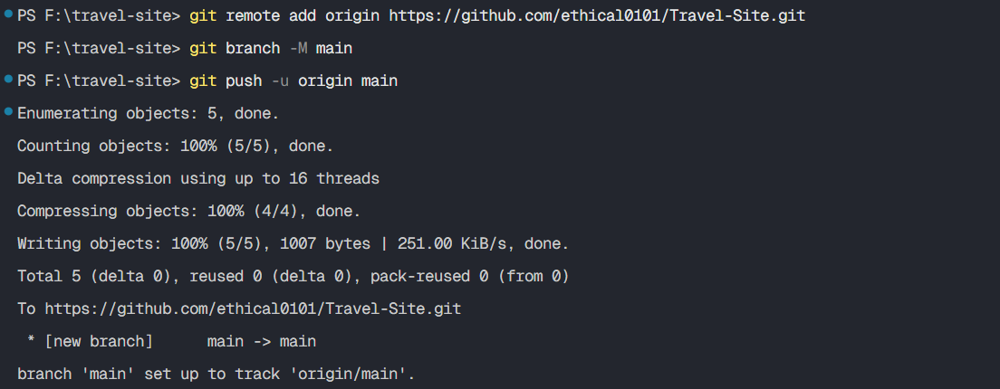 PS F:\travel-site> git remote add origin https://github.com/ethical0101/Travel-Site.git
PS F:\travel-site> git branch -M main
PS F:\travel-site> git push -u origin main
Enumerating objects: 5, done.
Counting objects: 100% (5/5), done.
Delta compression using up to 16 threads
Compressing objects: 100% (4/4), done.
Writing objects: 100% (5/5), 1007 bytes | 251.00 KiB/s, done.
Total 5 (delta 0), reused 0 (delta 0), pack-reused 0 (from 0)
To https://github.com/ethical0101/Travel-Site.git
 * [new branch]      main -> main
branch 'main' set up to track 'origin/main'.